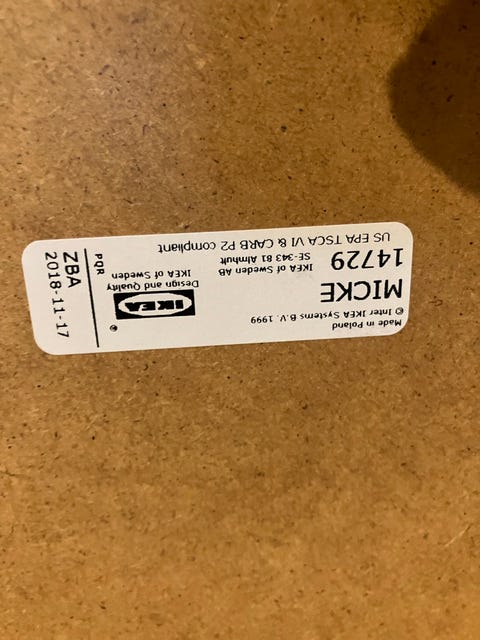 Made in Poland
© Inter IKEA Systems B.V. 1999
MICKE
14729
IKEA of Sweden AB
SE-343 81 Älmhult
US EPA TSCA VI & CARB P2 compliant
IKEA
®
Design and Quality
IKEA of Sweden
PQR
ZBA
2018-11-17